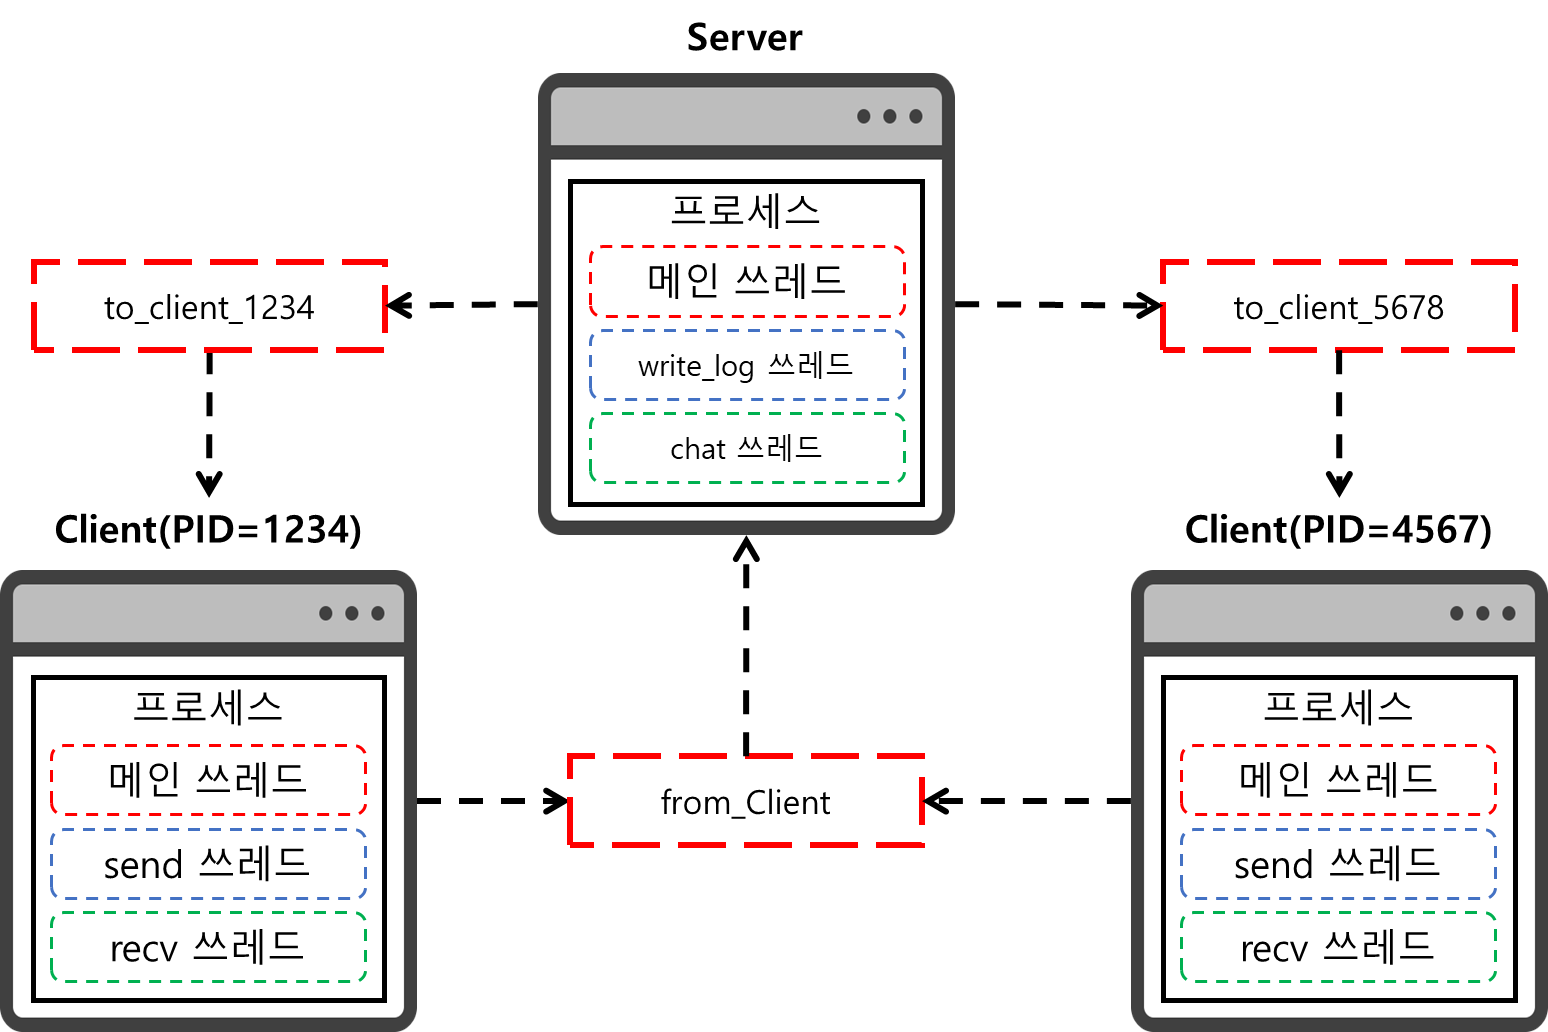 Server
프로세스
메인 쓰레드
write_log 쓰레드
chat 쓰레드
to_client_1234
to_client_5678
Client(PID=1234)
프로세스
메인 쓰레드
send 쓰레드
recv 쓰레드
from_Client
Client(PID=4567)
프로세스
메인 쓰레드
send 쓰레드
recv 쓰레드